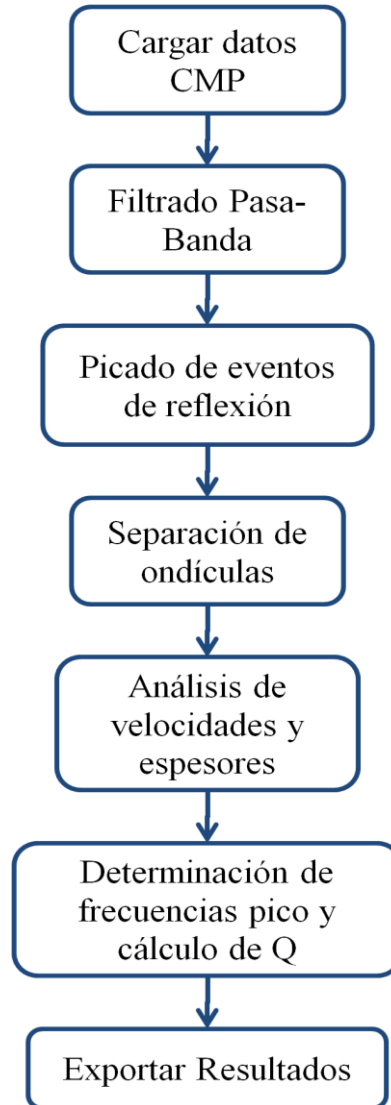 Cargar datos
CMP
Filtrado Pasa-
Banda
Picado de eventos
de reflexión
Separación de
ondículas
Análisis de
velocidades y
espesores
Determinación de
frecuencias pico y
cálculo de Q
Exportar Resultados